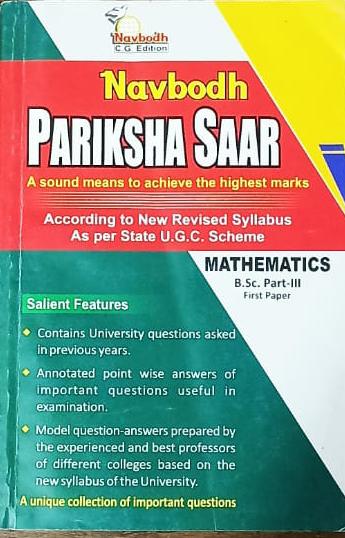 Navbodh
C.G. Edition
Navbodh
PARIKSHA SAAR
A sound means to achieve the highest marks
According to New Revised Syllabus
As per State U.G.C. Scheme
MATHEMATICS
B.Sc. Part-III
First Paper
Salient Features
Contains University questions asked
in previous years.
Annotated point wise answers of
important questions useful in
examination.
Model question-answers prepared by
the experienced and best professors
of different colleges based on the
new syllabus of the University.
A unique collection of important questions